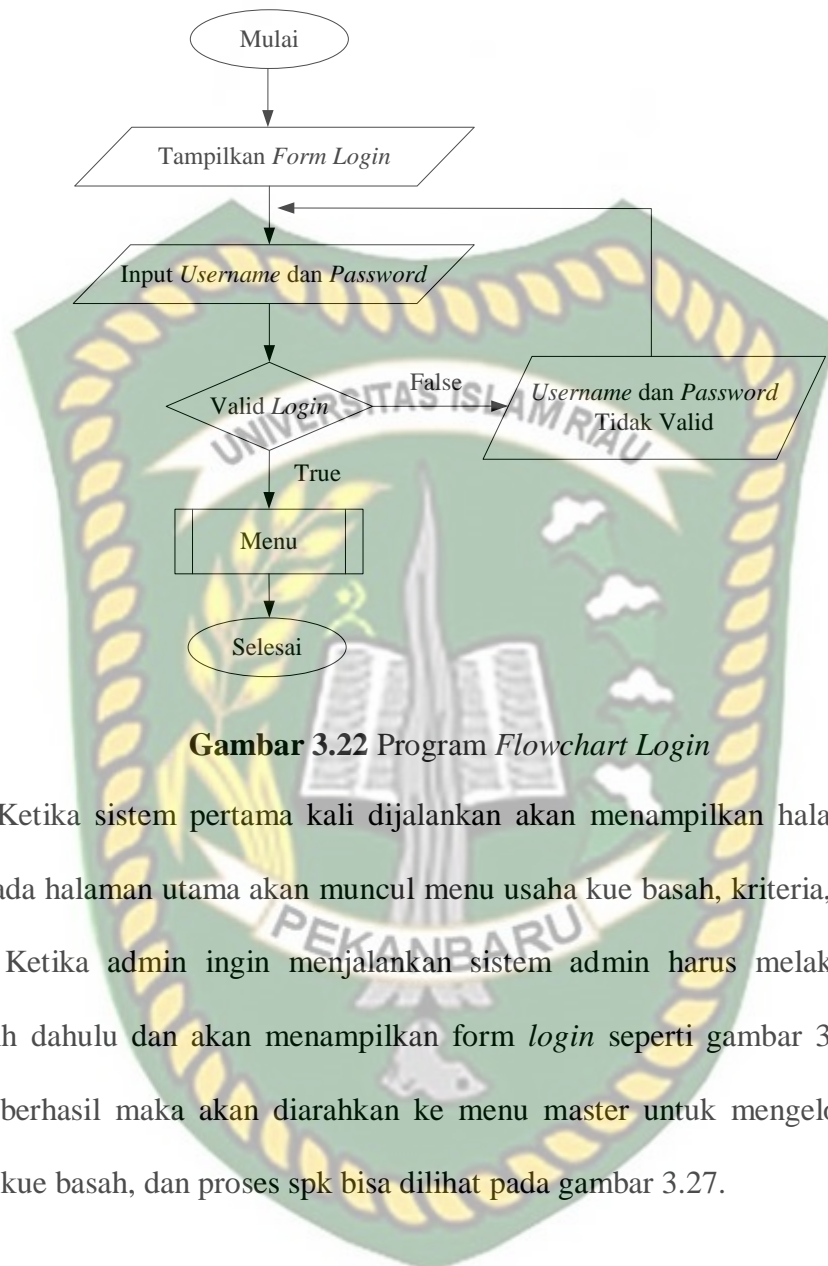 Mulai
Tampilkan Form Login
Input Username dan Password
Valid Login
False
Username dan Password
Tidak Valid
True
Menu
Selesai
UNIVERSITAS ISLAM RIAU
Gambar 3.22 Program Flowchart Login
Ketika sistem pertama kali dijalankan akan menampilkan hala
ada halaman utama akan muncul menu usaha kue basah, kriteria,
PEKANBARU
Ketika admin ingin menjalankan sistem admin harus melak
h dahulu dan akan menampilkan form login seperti gambar 3
berhasil maka akan diarahkan ke menu master untuk mengelo
kue basah, dan proses spk bisa dilihat pada gambar 3.27.